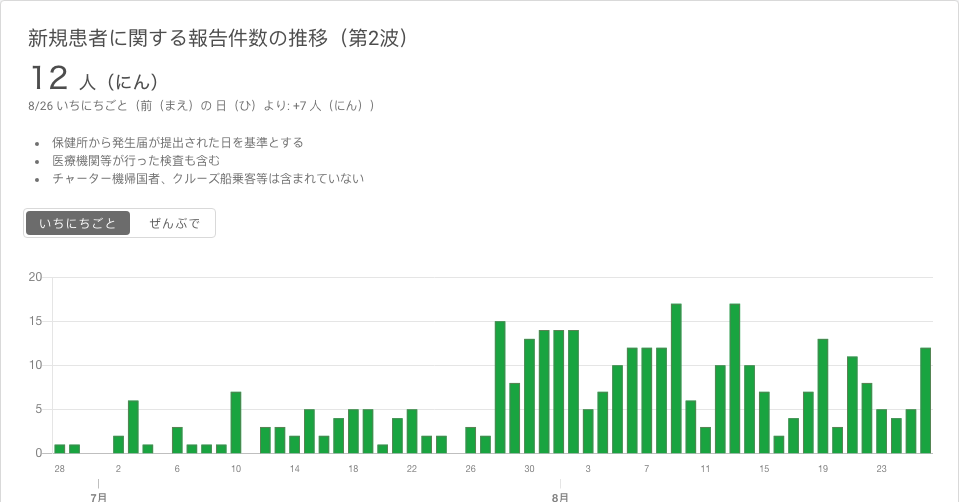 新規患者に関する報告件数の推移（第2波）
12 人（にん）
8/26 いちにちごと（前（まえ）の 日（ひ）より: +7 人（にん））
保健所から発生届が提出された日を基準とする
医療機関等が行った検査も含む
チャーター機帰国者、クルーズ船乗客等は含まれていない
いちにちごと ぜんぶで
20
15
10
5
0
28 2 6 10 14 18 22 26 30 3 7 11 15 19 23
7月 8月